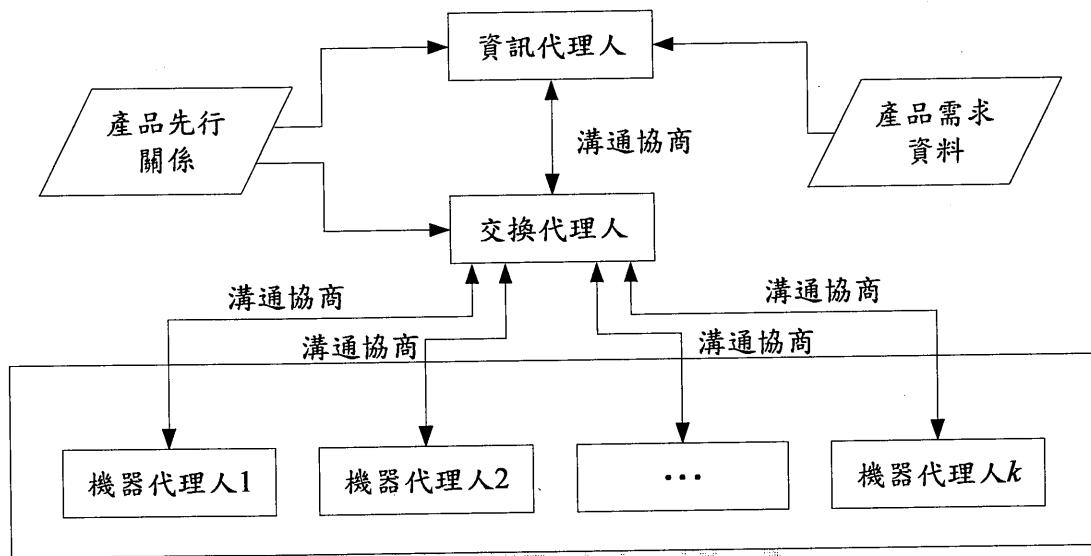 資訊代理人
產品先行
關係
產品需求
資料
溝通協商
交換代理人
溝通協商
溝通協商
溝通協商
溝通協商
機器代理人1
機器代理人2
•••
機器代理人k